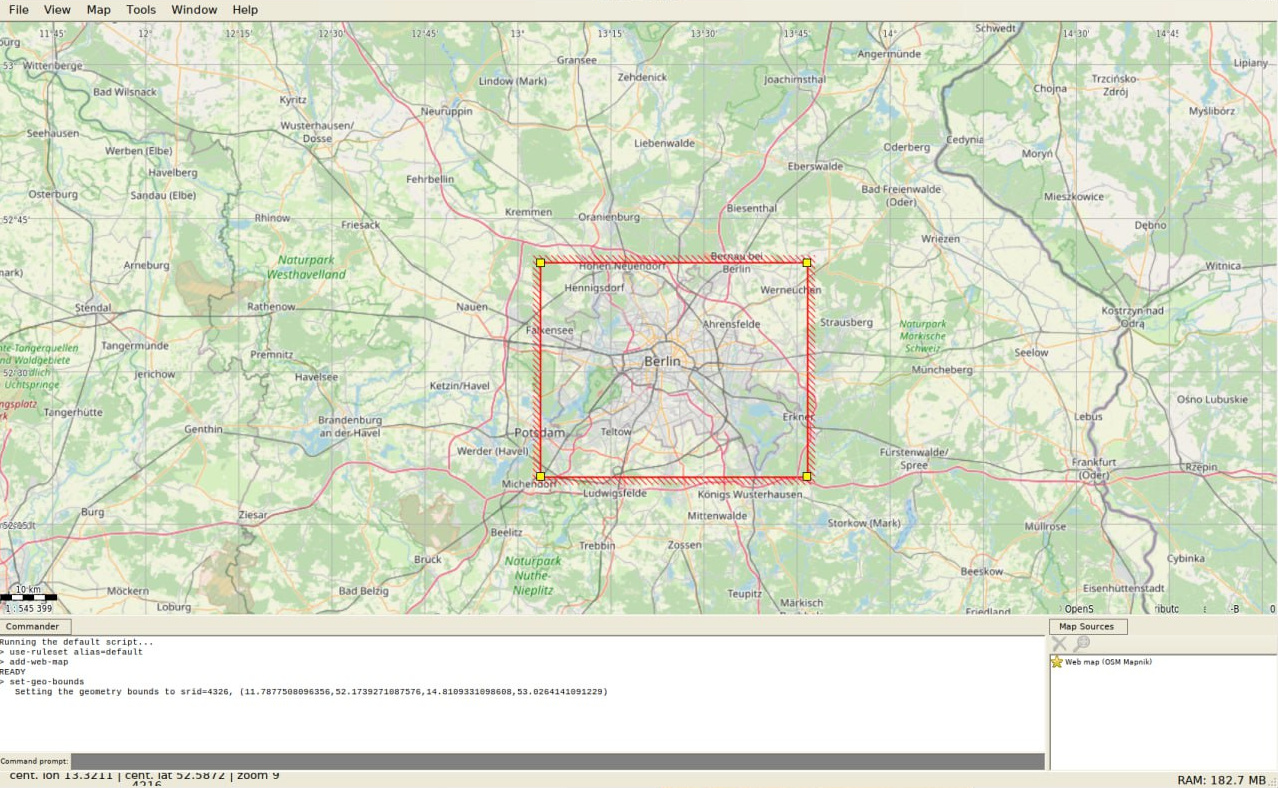 File View Map Tools Window Help
11°45' 12° 12°15' 12°30' 12°45' 13° 13°15' 13°30' 13°45' 14° 14°30' 14°45'
Schwedt
Wittenberge
53°
Gransee
Angermünde
Lipiany
Bad Wilsnack
Lindow (Mark)
Zehdenick
Joachimsthal
Chojna
Trzcińsko-
Zdrój
Kyritz
Neuruppin
Myślibórz
Seehausen
Wusterhausen/
Dosse
Liebenwalde
Oderberg
Cedynia
Werben (Elbe)
Moryń
Havelberg
Fehrbellin
Eberswalde
Osterburg
Sandau (Elbe)
Bad Freienwalde
(Oder)
Mieszkowice
52°45'
Rhinow
Friesack
Kremmen
Oranienburg
Biesenthal
Dębno
Wriezen
Arneburg
Naturpark
Westhavelland
Hohen Neuendorf
Bernau bei
Berlin
Witnica
mark)
Hennigsdorf
Werneuchen
Stendal
Rathenow
Nauen
Falkensee
Ahrensfelde
Strausberg
Naturpark
Märkische
Schweiz
Kostrzyn nad
Odrą
Tangermünde
Premnitz
Berlin
Seelow
Jerichow
Havelsee
Ketzin/Havel
Müncheberg
52°30'
Tangerhütte
Genthin
Brandenburg
an der Havel
Potsdam
Teltow
Erkner
Lebus
Ośno Lubuskie
Werder (Havel)
Fürstenwalde/
Spree
Frankfurt
(Oder)
Rzepin
Michendorf
Ludwigsfelde
Königs Wusterhausen
Burg
Ziesar
Beelitz
Mittenwalde
Storkow (Mark)
Müllrose
Brück
Trebbin
Zossen
Cybinka
Naturpark
Nuthe-
Nieplitz
Beeskow
Möckern
Bad Belzig
Teupitz
Eisenhüttenstadt
Loburg
Märkisch
Friedland
10 km
1 : 545 399
OpenS
Commander
Map Sources
Running the default script...
> use-ruleset alias=default
> add-web-map
READY
> set-geo-bounds
Setting the geometry bounds to srid=4326, (11.7877508096356,52.1739271087576,14.8109331098608,53.0264141091229)
Web map (OSM Mapnik)
Command prompt:
cent. lon 13.3211 | cent. lat 52.5872 | zoom 9
4216
RAM: 182.7 MB